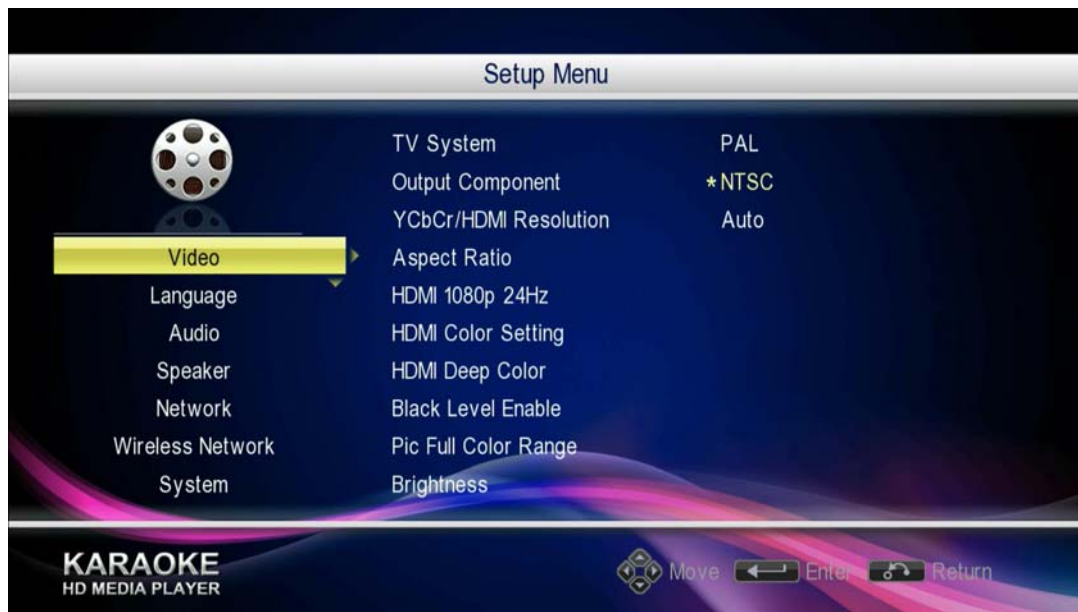 Setup Menu
Video
Language
Audio
Speaker
Network
Wireless Network
System
TV System
Output Component
YCbCr/HDMI Resolution
Aspect Ratio
HDMI 1080p 24Hz
HDMI Color Setting
HDMI Deep Color
Black Level Enable
Pic Full Color Range
Brightness
PAL
*NTSC
Auto
KARAOKE
HD MEDIA PLAYER
Move Enter Return